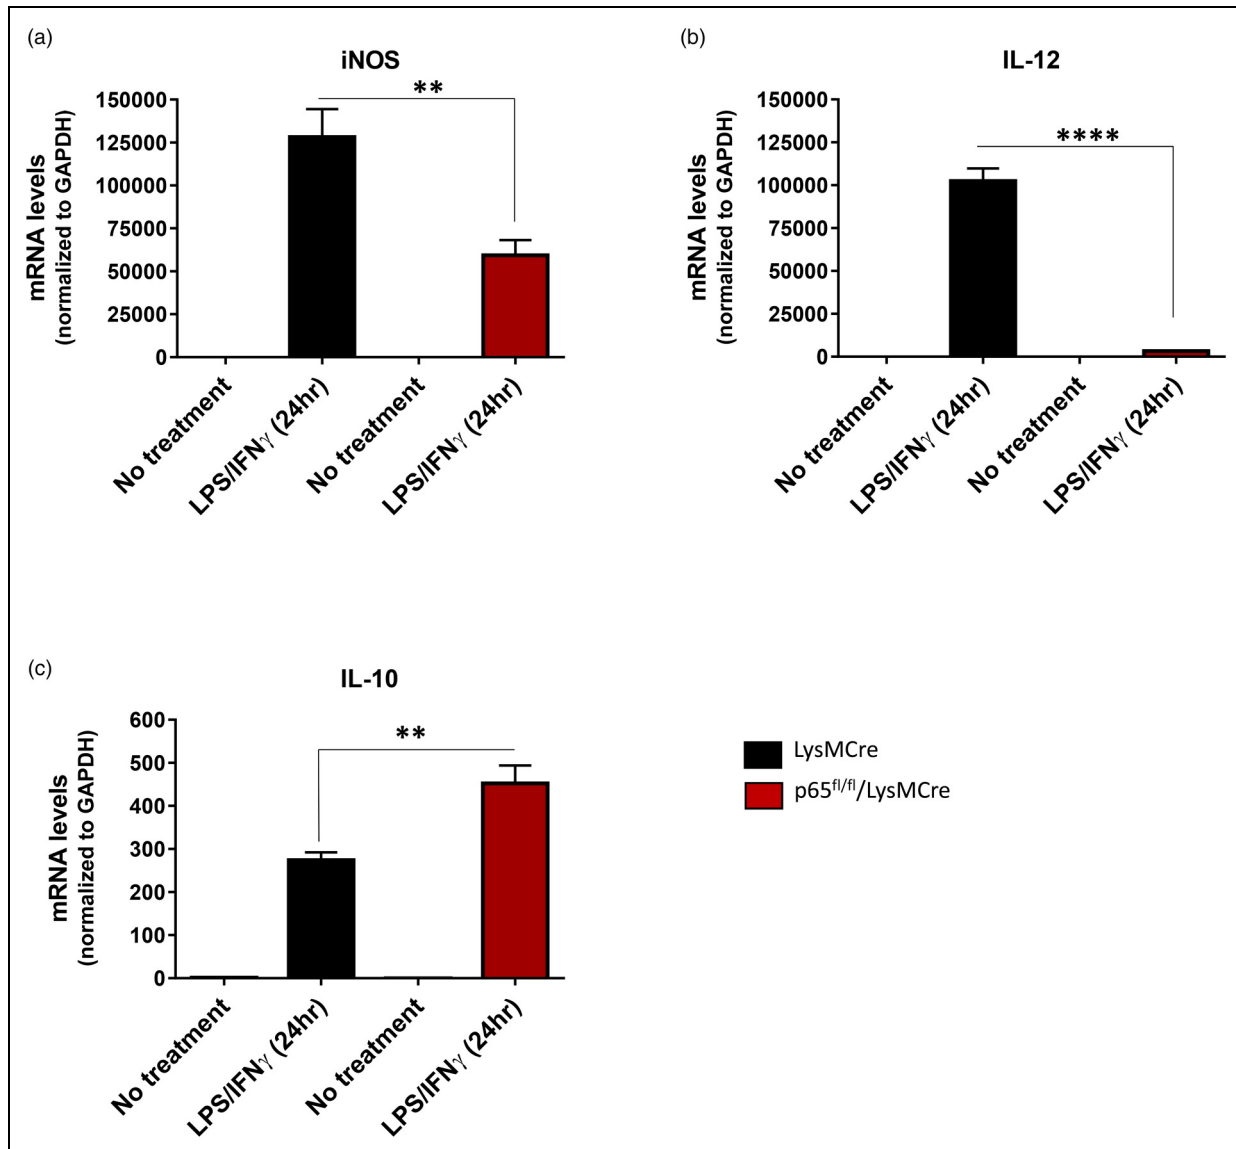 (a)
iNOS
**
mRNA levels
(normalized to GAPDH)
150000
125000
100000
75000
50000
25000
0
No treatment
LPS/IFNγ (24hr)
No treatment
LPS/IFNγ (24hr)
(b)
IL-12
****
mRNA levels
(normalized to GAPDH)
150000
125000
100000
75000
50000
25000
0
No treatment
LPS/IFNγ (24hr)
No treatment
LPS/IFNγ (24hr)
(c)
IL-10
**
mRNA levels
(normalized to GAPDH)
600
500
400
300
200
100
0
No treatment
LPS/IFNγ (24hr)
No treatment
LPS/IFNγ (24hr)
LysMCre
p65fl/fl/LysMCre